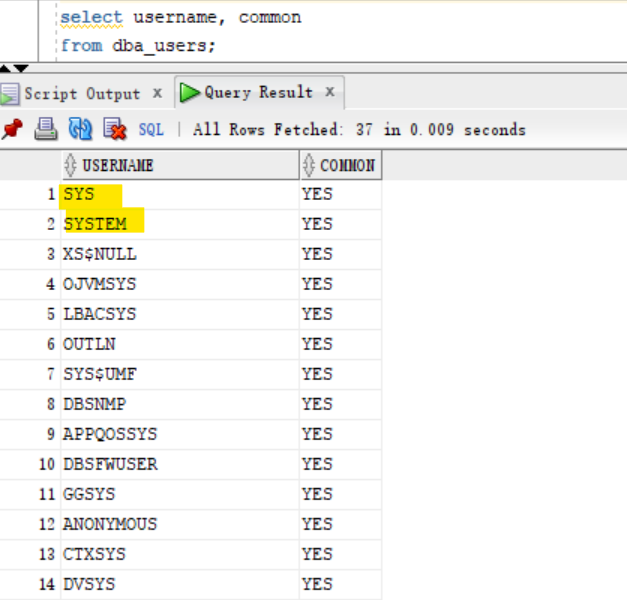 select username, common
from dba_users;
Script Output x Query Result x
SQL | All Rows Fetched: 37 in 0.009 seconds
USERNAME COMMON
1 SYS YES
2 SYSTEM YES
3 XS$NULL YES
4 OJVMSYS YES
5 LBACSYS YES
6 OUTLN YES
7 SYS$UMF YES
8 DBSNMP YES
9 APPQOSSYS YES
10 DBSFWUSER YES
11 GGSYS YES
12 ANONYMOUS YES
13 CTXSYS YES
14 DVSYS YES